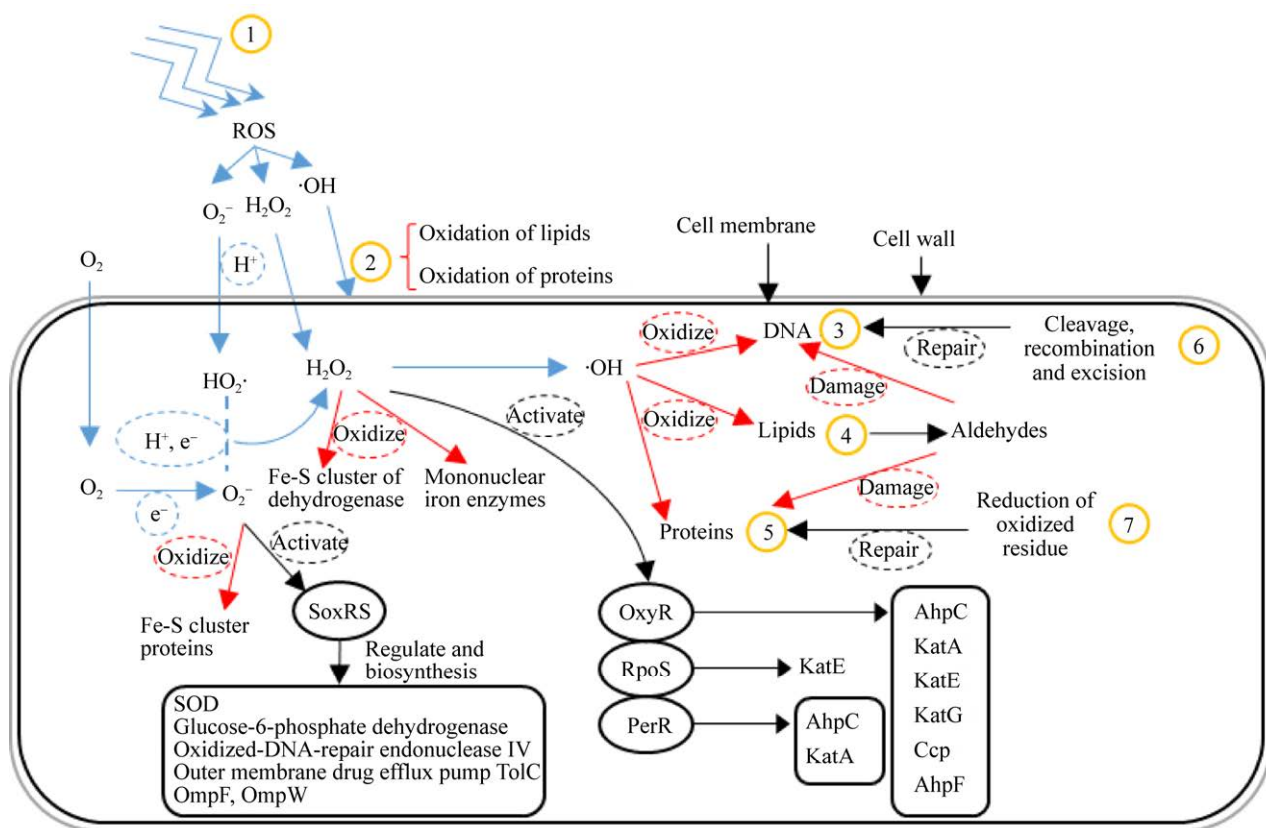 1
ROS
·OH
H₂O₂
O₂⁻
H⁺
2
Oxidation of lipids
Oxidation of proteins
Cell membrane
Cell wall
O₂
HO₂·
H₂O₂
·OH
Oxidize
DNA
3
Repair
Cleavage,
recombination
and excision
6
Damage
Activate
Oxidize
Lipids
4
Aldehydes
H⁺, e⁻
Oxidize
Fe-S cluster of
dehydrogenase
Mononuclear
iron enzymes
Damage
O₂
e⁻
O₂⁻
Proteins
5
Repair
Reduction of
oxidized
residue
7
Oxidize
Activate
Fe-S cluster
proteins
SoxRS
Regulate and
biosynthesis
SOD
Glucose-6-phosphate dehydrogenase
Oxidized-DNA-repair endonuclease IV
Outer membrane drug efflux pump TolC
OmpF, OmpW
OxyR
RpoS
PerR
KatE
AhpC
KatA
AhpC
KatA
KatE
KatG
Ccp
AhpF